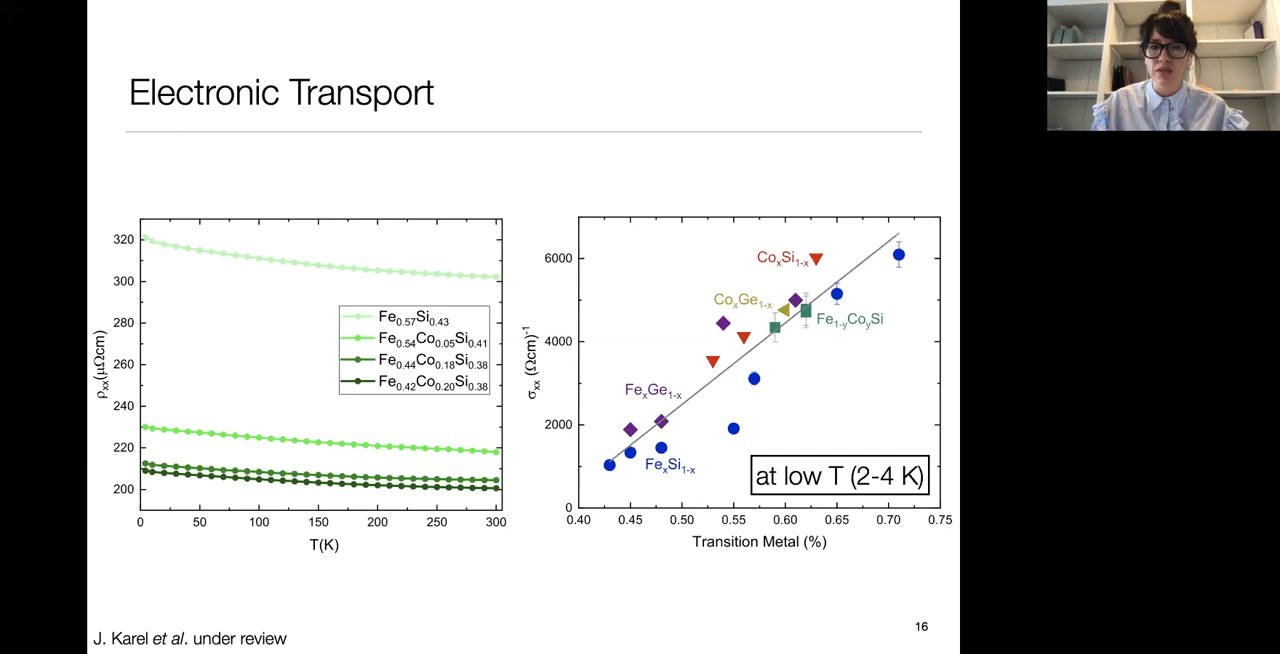 Electronic Transport
320
300
280
260
240
220
200
ρxx(μΩcm)
Fe0.57Si0.43
Fe0.54Co0.05Si0.41
Fe0.44Co0.18Si0.38
Fe0.42Co0.20Si0.38
0 50 100 150 200 250 300
T(K)
6000
4000
2000
0
σxx (Ωcm)-1
CoxSi1-x
CoxGe1-x
Fe1-yCoySi
FexGe1-x
FexSi1-x
at low T (2-4 K)
0.40 0.45 0.50 0.55 0.60 0.65 0.70 0.75
Transition Metal (%)
16
J. Karel et al. under review